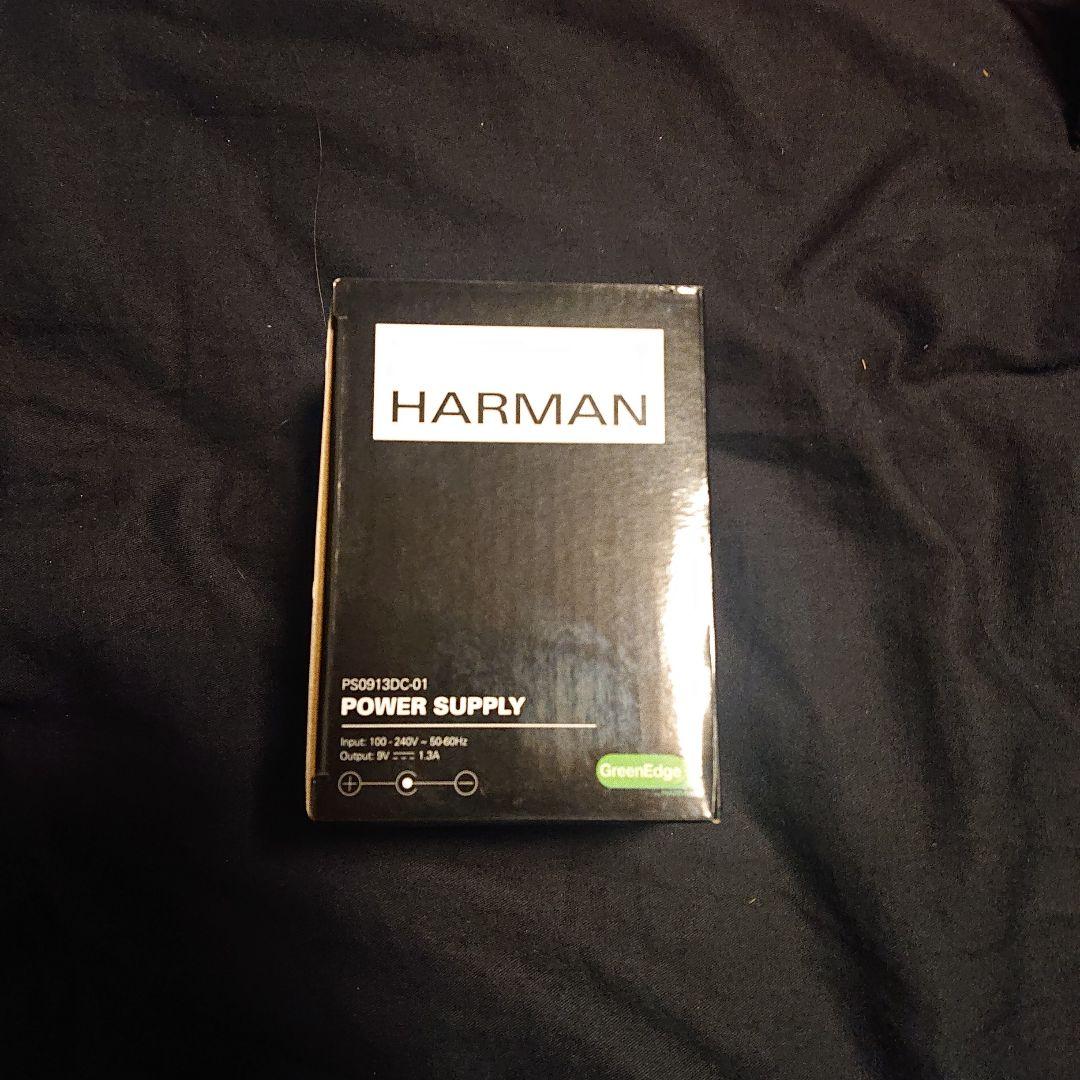 HARMAN
PS0913DC-01
POWER SUPPLY
Input: 100 - 240V ~ 50-60Hz
Output: 9V ⎓ 1.3A
GreenEdge